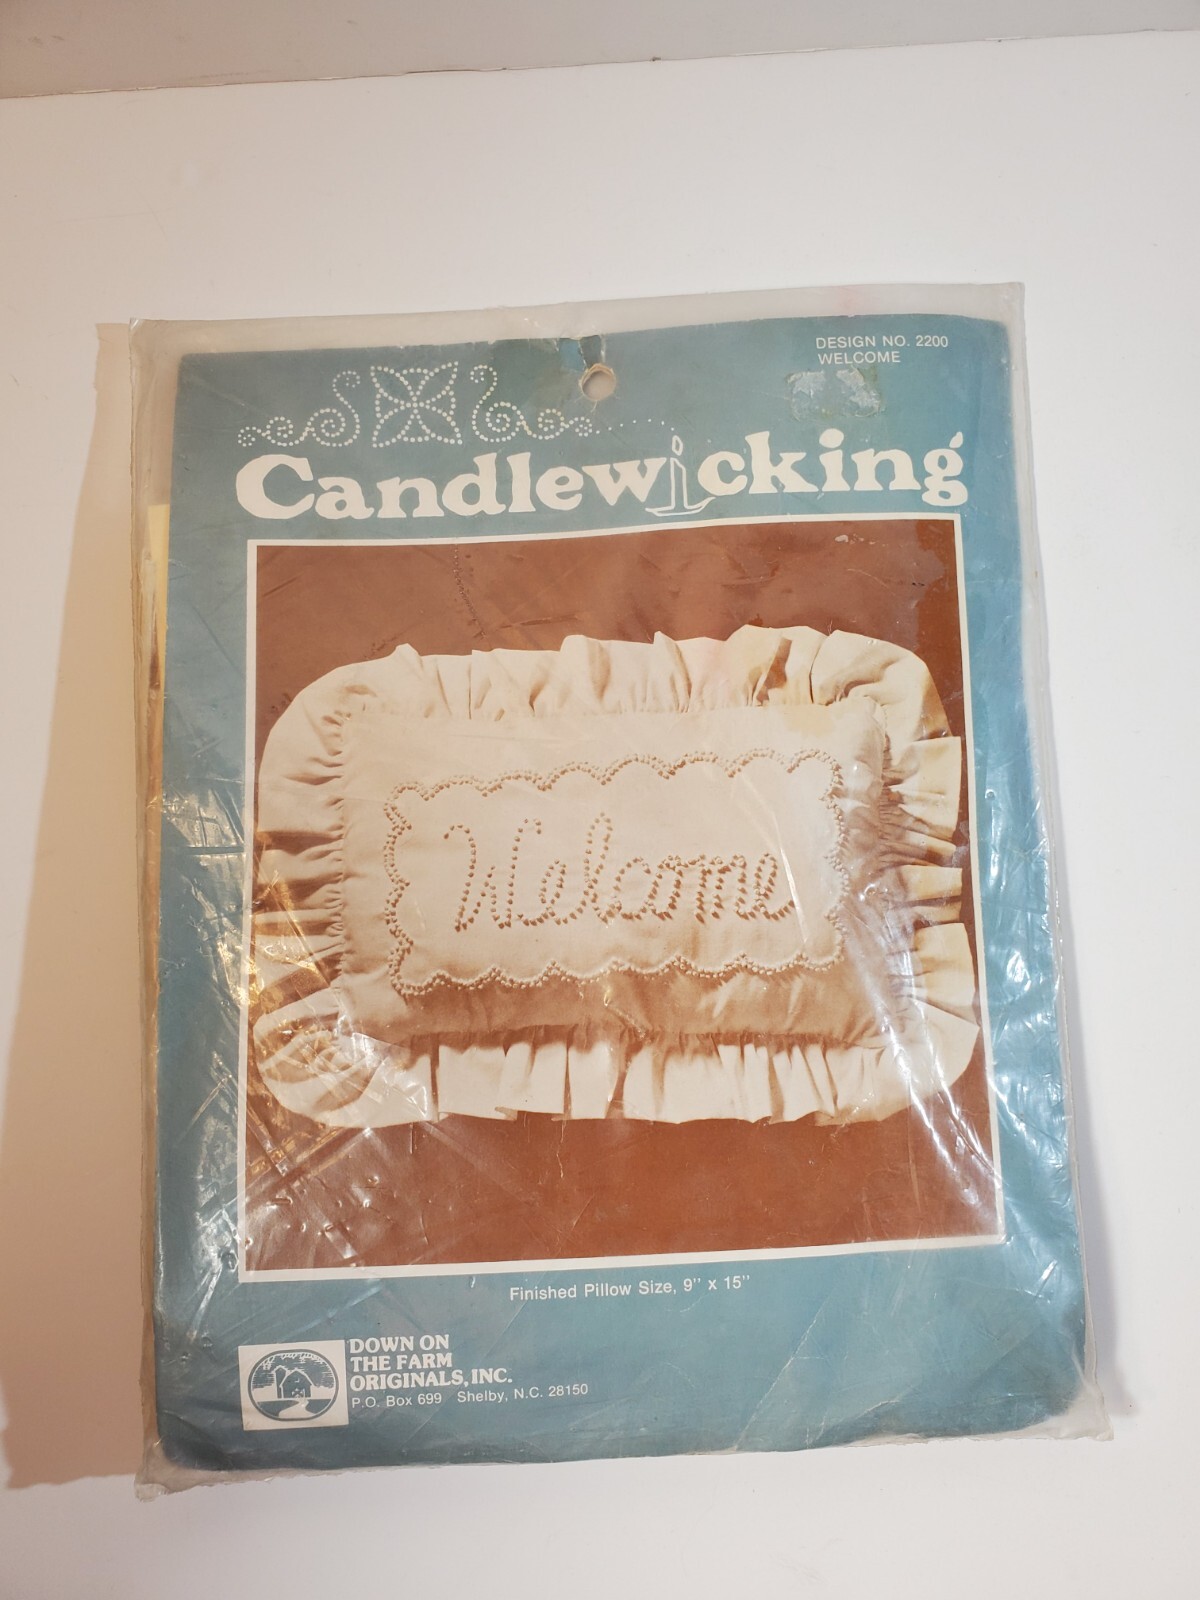 DESIGN NO. 2200
WELCOME
Candlewicking
Welcome
Finished Pillow Size, 9" x 15"
DOWN ON
THE FARM
ORIGINALS, INC.
P.O. Box 699 Shelby, N.C. 28150